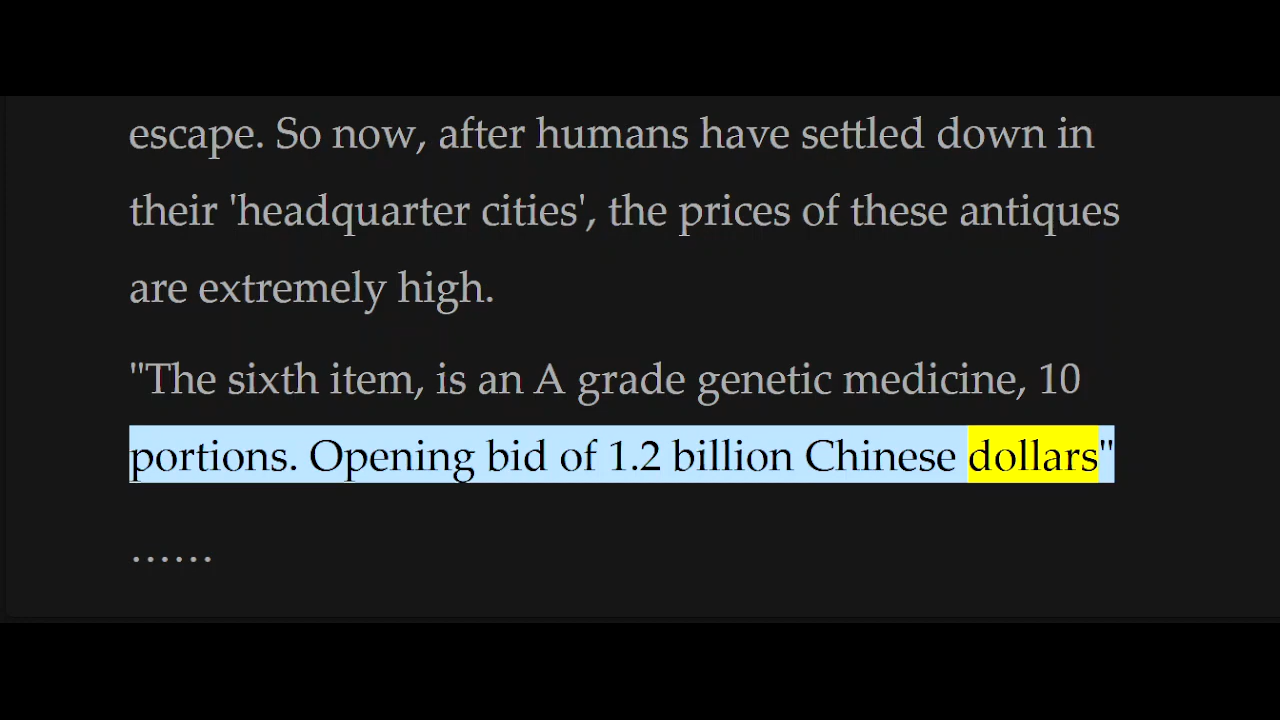 escape. So now, after humans have settled down in
their 'headquarter cities', the prices of these antiques
are extremely high.
"The sixth item, is an A grade genetic medicine, 10
portions. Opening bid of 1.2 billion Chinese dollars"
......